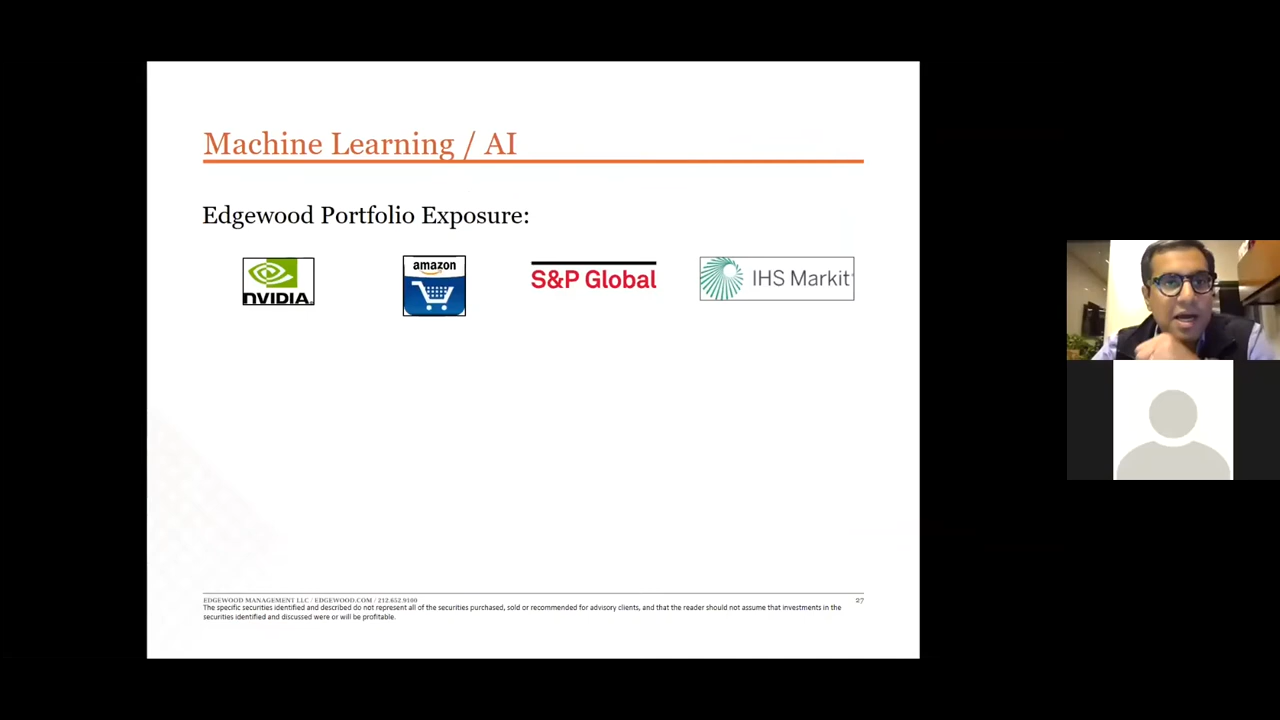 Machine Learning / AI
Edgewood Portfolio Exposure:
NVIDIA.
amazon
S&P Global
IHS Markit
EDGEWOOD MANAGEMENT LLC / EDGEWOOD.COM / 212.652.9100
27
The specific securities identified and described do not represent all of the securities purchased, sold or recommended for advisory clients, and that the reader should not assume that investments in the
securities identified and discussed were or will be profitable.